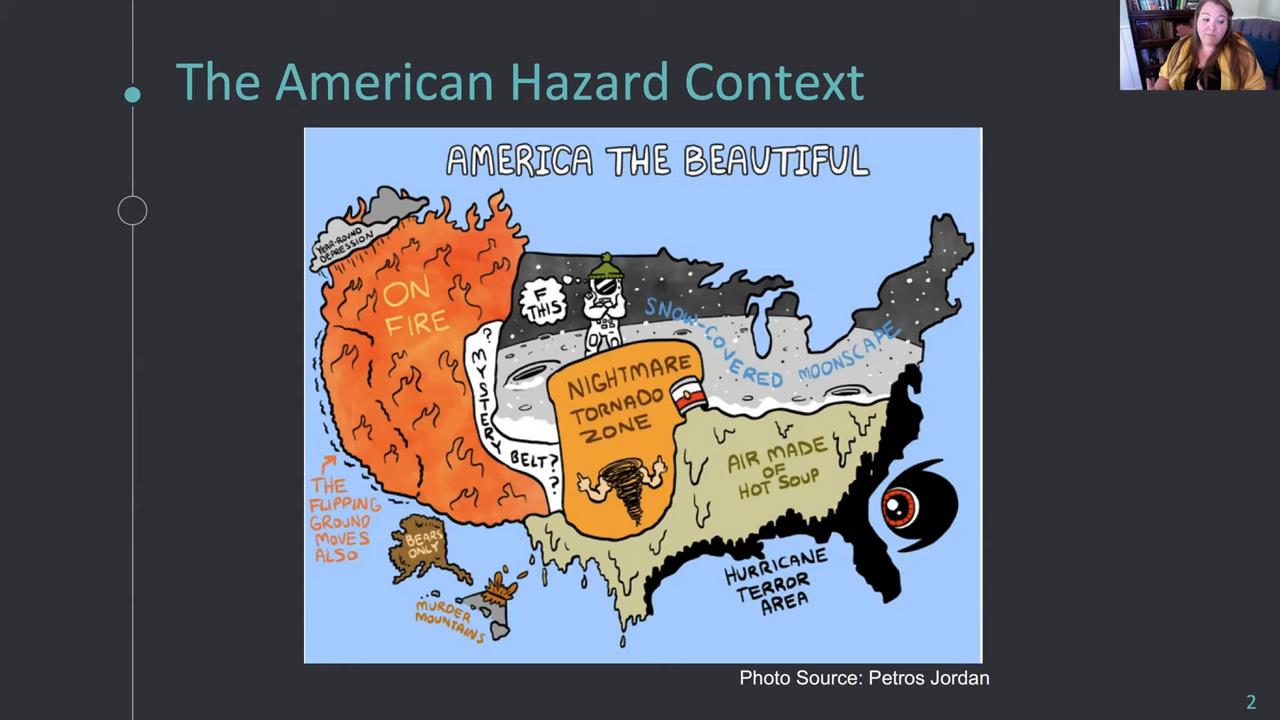 The American Hazard Context
AMERICA THE BEAUTIFUL
YEAR-ROUND
DEPRESSION
ON
FIRE
F
THIS
SNOW-COVERED MOONSCAPE
? MYSTERY BELT? ?
NIGHTMARE
TORNADO
ZONE
AIR MADE
OF
HOT SOUP
THE
FLIPPING
GROUND
MOVES
ALSO
BEARS
ONLY
MURDER
MOUNTAINS
HURRICANE
TERROR
AREA
Photo Source: Petros Jordan
2